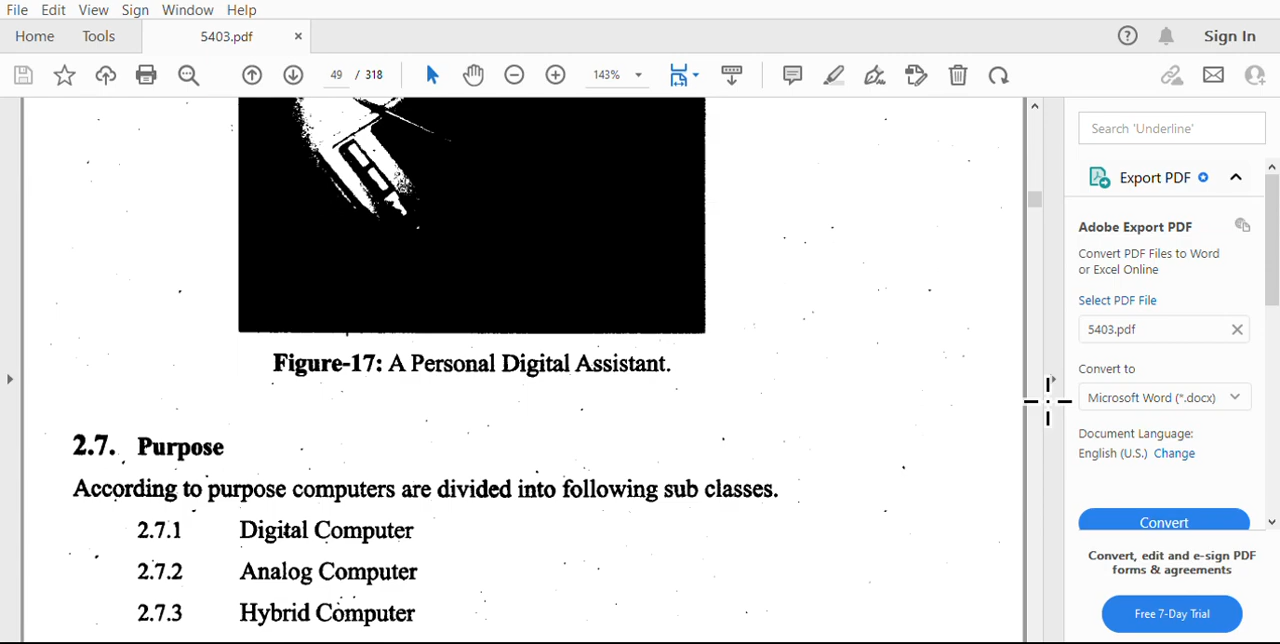 File Edit View Sign Window Help
Home Tools 5403.pdf × Sign In
49 / 318 143%
Search 'Underline'
Export PDF
Adobe Export PDF
Convert PDF Files to Word
or Excel Online
Select PDF File
5403.pdf
Convert to
Microsoft Word (*.docx)
Document Language:
English (U.S.) Change
Convert
Convert, edit and e-sign PDF
forms & agreements
Free 7-Day Trial
Figure-17: A Personal Digital Assistant.
2.7. Purpose
According to purpose computers are divided into following sub classes.
2.7.1 Digital Computer
2.7.2 Analog Computer
2.7.3 Hybrid Computer